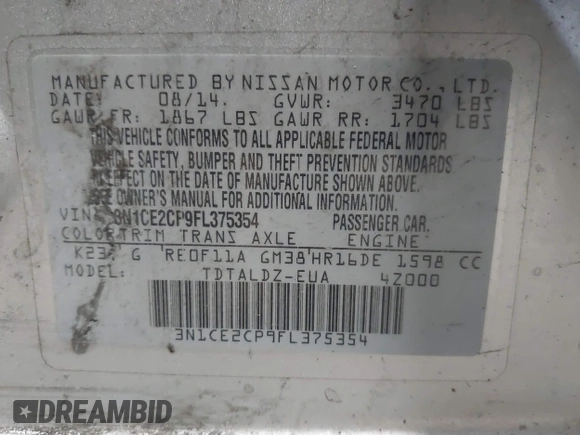 MANUFACTURED BY NISSAN MOTOR CO., LTD.
DATE: 08/14. GVWR: 3470 LBS
GAWR FR: 1867 LBS GAWR RR: 1704 LBS
THIS VEHICLE CONFORMS TO ALL APPLICABLE FEDERAL MOTOR
VEHICLE SAFETY, BUMPER AND THEFT PREVENTION STANDARDS
IN EFFECT ON THE DATE OF MANUFACTURE SHOWN ABOVE.
SEE OWNER'S MANUAL FOR ADDITIONAL INFORMATION.
VIN: 3N1CE2CP9FL375354 PASSENGER CAR.
COLOR TRIM TRANS AXLE ENGINE
K23 G RE0F11A GM38 HR16DE 1598 CC
MODEL: TDTALDZ-EUA 4Z000
3N1CE2CP9FL375354
DREAMBID